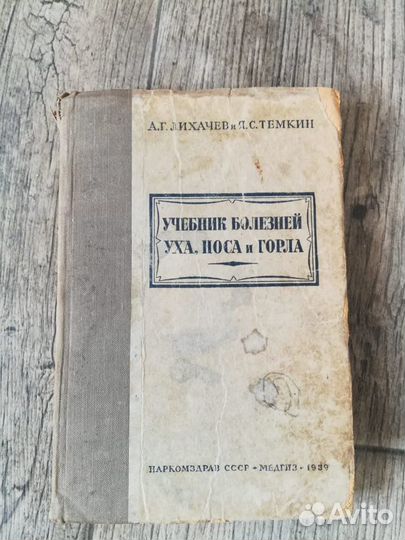 А.Г. ЛИХАЧЕВ и Я.С. ТЕМКИН
УЧЕБНИК БОЛЕЗНЕЙ
УХА, НОСА и ГОРЛА
НАРКОМЗДРАВ СССР • МЕДГИЗ • 1939
Avito